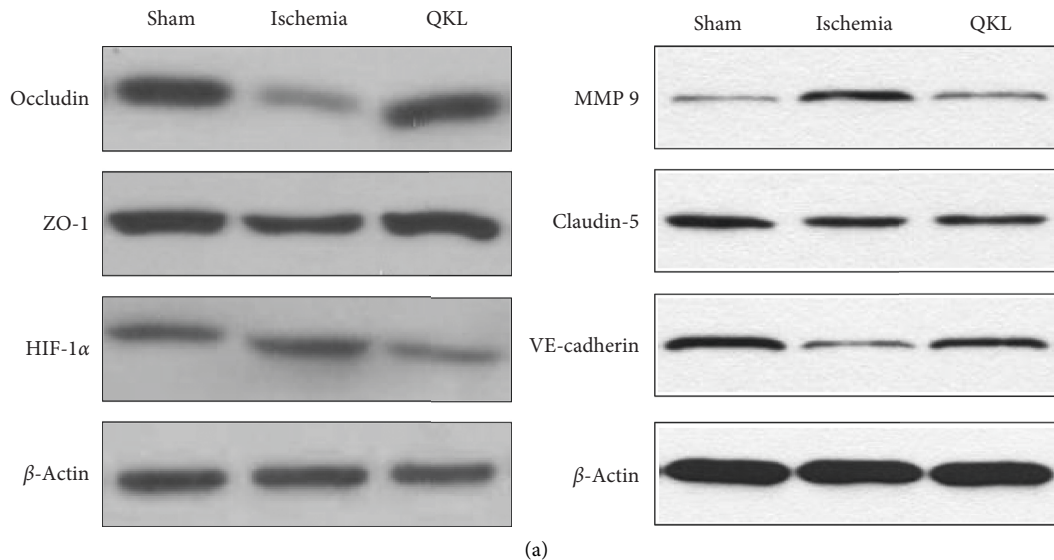 Sham Ischemia QKL
Occludin
ZO-1
HIF-1α
β-Actin
Sham Ischemia QKL
MMP 9
Claudin-5
VE-cadherin
β-Actin
(a)